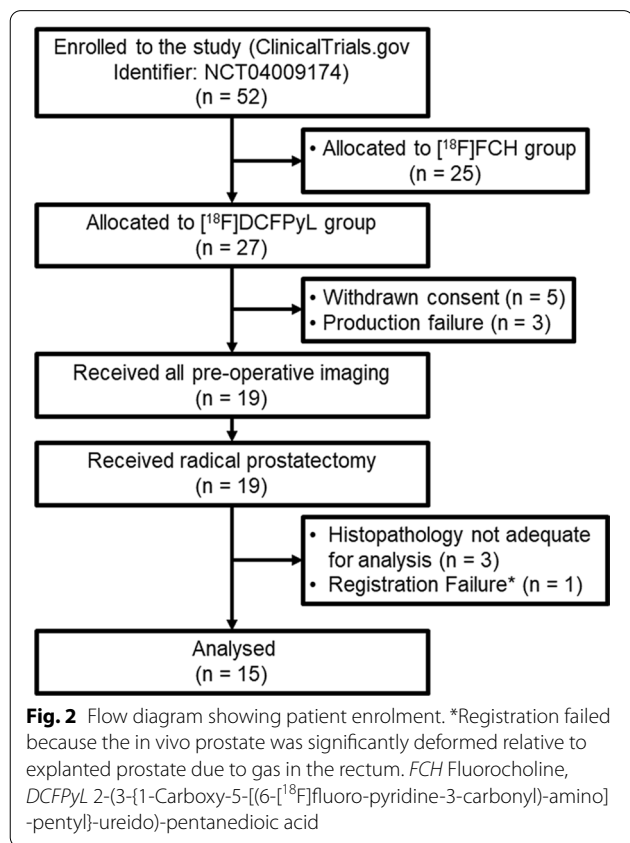 Enrolled to the study (ClinicalTrials.gov
Identifier: NCT04009174)
(n = 52)
• Allocated to [¹⁸F]FCH group
(n = 25)
Allocated to [¹⁸F]DCFPyL group
(n = 27)
• Withdrawn consent (n = 5)
• Production failure (n = 3)
Received all pre-operative imaging
(n = 19)
Received radical prostatectomy
(n = 19)
• Histopathology not adequate
for analysis (n = 3)
• Registration Failure* (n = 1)
Analysed
(n = 15)
Fig. 2 Flow diagram showing patient enrolment. *Registration failed
because the in vivo prostate was significantly deformed relative to
explanted prostate due to gas in the rectum. FCH Fluorocholine,
DCFPyL 2-(3-{1-Carboxy-5-[(6-[¹⁸F]fluoro-pyridine-3-carbonyl)-amino]
-pentyl}-ureido)-pentanedioic acid